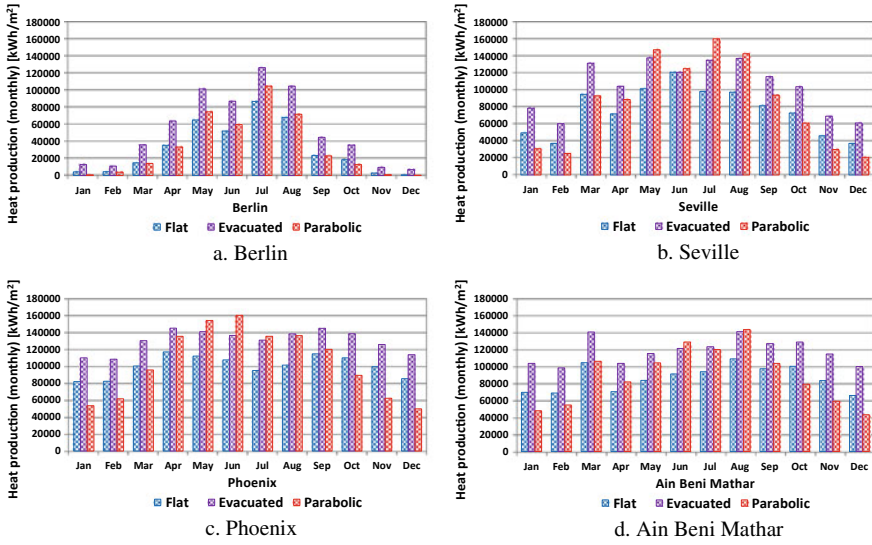 Heat production (monthly) [kWh/m²]
180000
160000
140000
120000
100000
80000
60000
40000
20000
0
Jan Feb Mar Apr May Jun Jul Aug Sep Oct Nov Dec
Berlin
Flat Evacuated Parabolic
a. Berlin
Heat production (monthly) [kWh/m²]
180000
160000
140000
120000
100000
80000
60000
40000
20000
0
Jan Feb Mar Apr May Jun Jul Aug Sep Oct Nov Dec
Seville
Flat Evacuated Parabolic
b. Seville
Heat production (monthly) [kWh/m²]
180000
160000
140000
120000
100000
80000
60000
40000
20000
0
Jan Feb Mar Apr May Jun Jul Aug Sep Oct Nov Dec
Phoenix
Flat Evacuated Parabolic
c. Phoenix
Heat production (monthly) [kWh/m²]
180000
160000
140000
120000
100000
80000
60000
40000
20000
0
Jan Feb Mar Apr May Jun Jul Aug Sep Oct Nov Dec
Ain Beni Mathar
Flat Evacuated Parabolic
d. Ain Beni Mathar